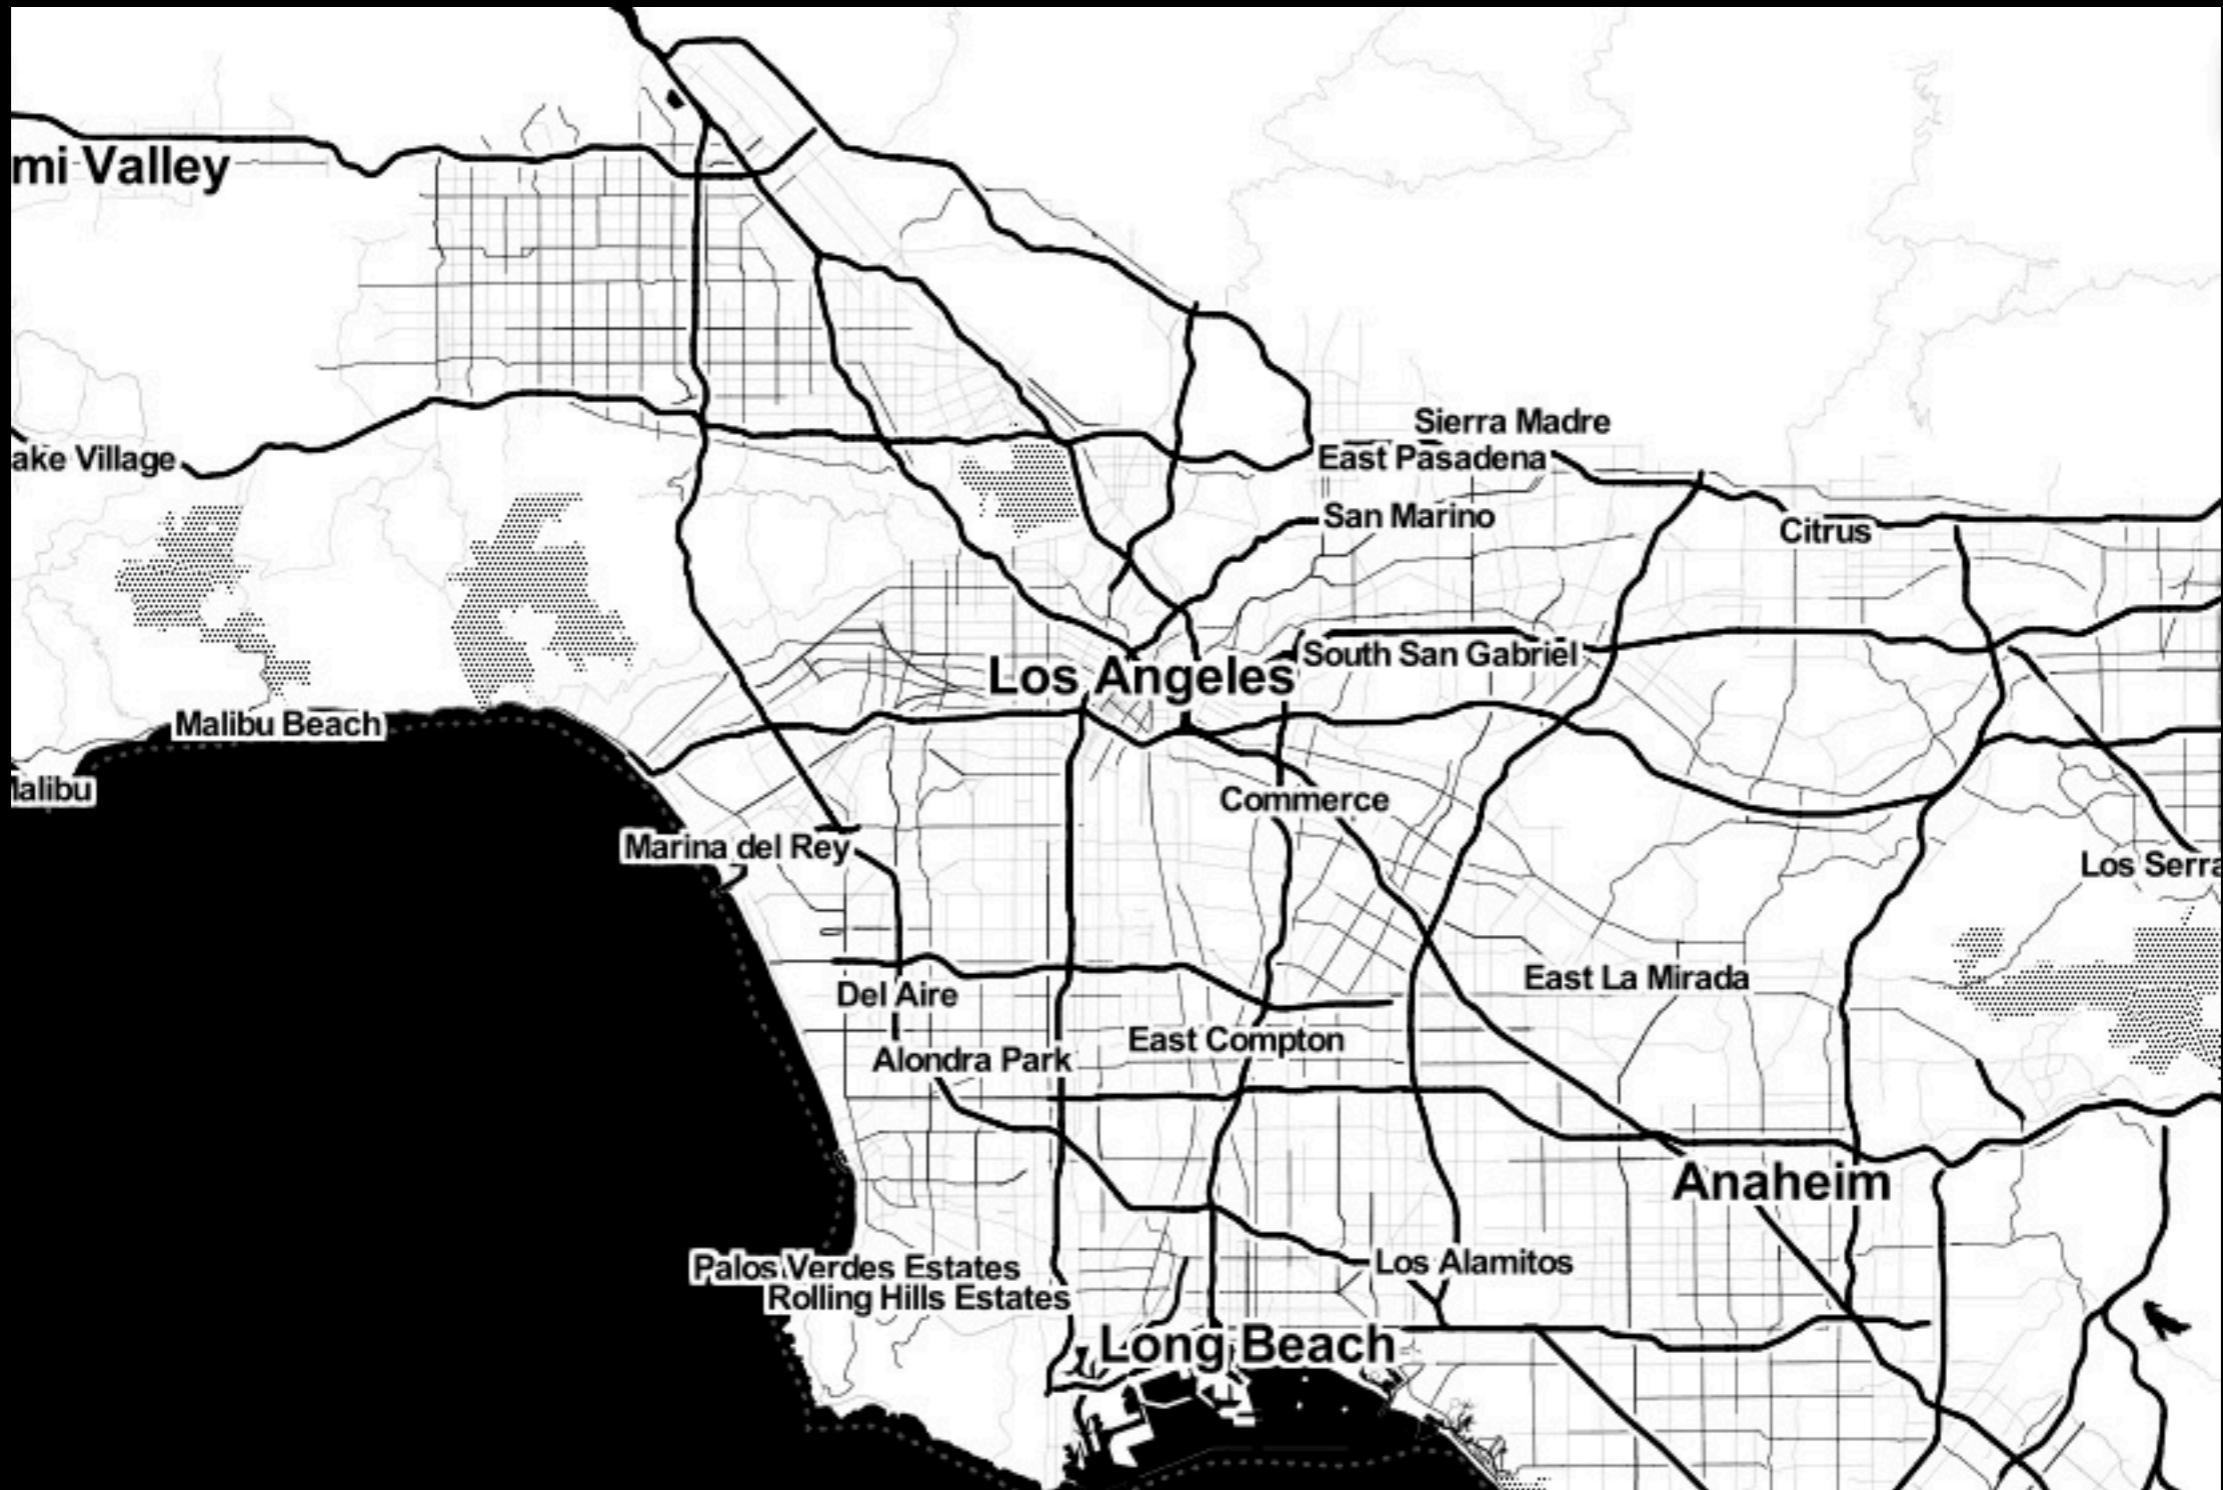 mi Valley
Sierra Madre
ake Village
East Pasadena
San Marino
Citrus
South San Gabriel
Los Angeles
Malibu Beach
alibu
Commerce
Marina del Rey
Los Serra
East La Mirada
Del Aire
East Compton
Alondra Park
Anaheim
Los Alamitos
Palos Verdes Estates
Rolling Hills Estates
Long Beach